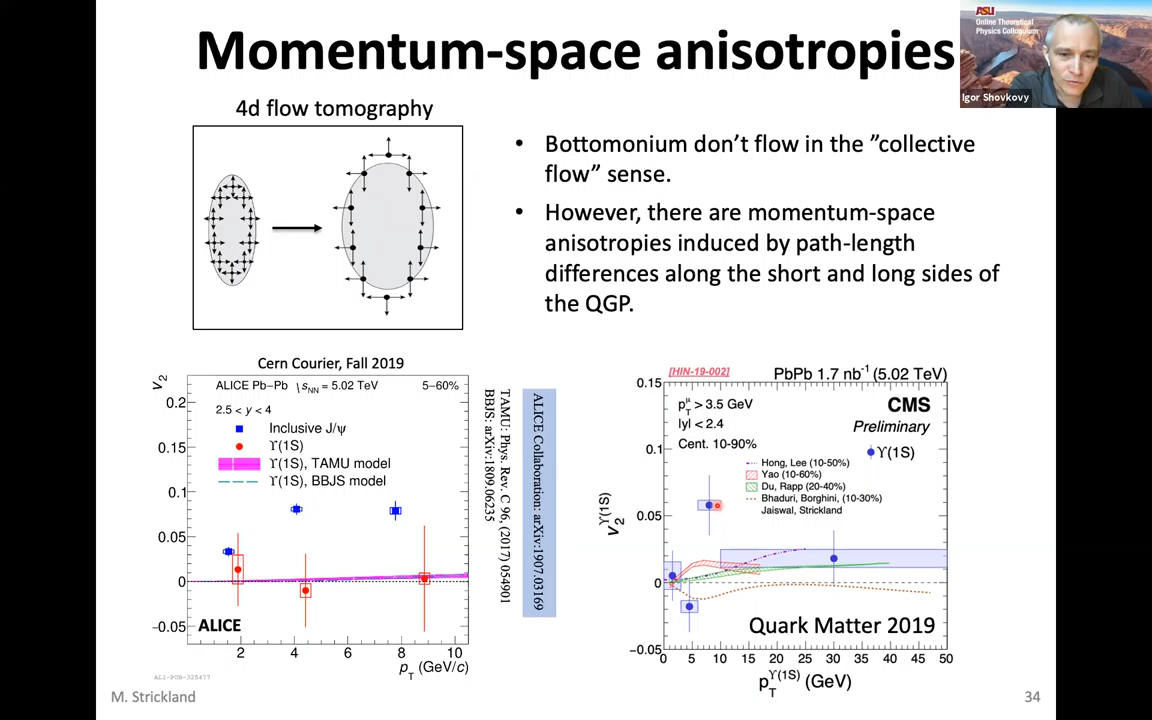 Momentum-space anisotropies
ASU
Online Theoretical
Physics Colloquium
Igor Shovkovy
4d flow tomography
• Bottomonium don't flow in the ”collective
flow” sense.
• However, there are momentum-space
anisotropies induced by path-length
differences along the short and long sides of
the QGP.
Cern Courier, Fall 2019
v2
ALICE Pb−Pb √sNN = 5.02 TeV 5−60%
2.5 < y < 4
Inclusive J/ψ
ϒ(1S)
ϒ(1S), TAMU model
ϒ(1S), BBJS model
0.2
0.15
0.1
0.05
0
−0.05
ALICE
2 4 6 8 10
pT (GeV/c)
ALI-PUB-325477
ALICE Collaboration: arXiv:1907.03169
TAMU: Phys. Rev. C 96, (2017) 054901
BBJS: arXiv:1809.06235
[HIN-19-002]
PbPb 1.7 nb-1 (5.02 TeV)
pTμ > 3.5 GeV
|y| < 2.4
Cent. 10-90%
CMS
Preliminary
ϒ(1S)
Hong, Lee (10-50%)
Yao (10-60%)
Du, Rapp (20-40%)
Bhaduri, Borghini, (10-30%)
Jaiswal, Strickland
v2ϒ(1S)
0.15
0.1
0.05
0
−0.05
Quark Matter 2019
0 5 10 15 20 25 30 35 40 45 50
pTϒ(1S) (GeV)
M. Strickland
34